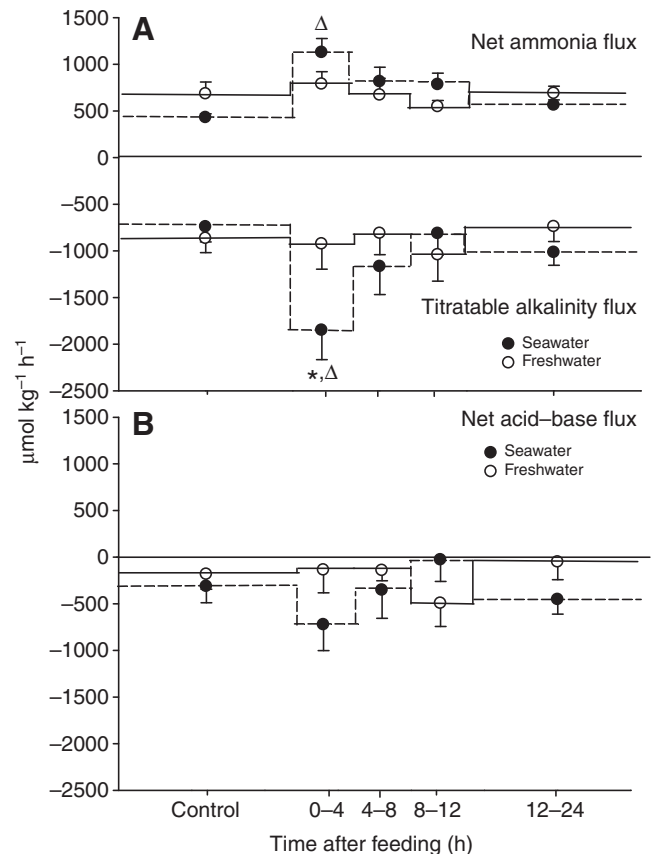 A
Net ammonia flux
Δ
1500
1000
500
0
–500
–1000
–1500
–2000
–2500
Titratable alkalinity flux
Seawater
Freshwater
*,Δ
µmol kg⁻¹ h⁻¹
B
Net acid–base flux
Seawater
Freshwater
1500
1000
500
0
–500
–1000
–1500
–2000
–2500
Control 0–4 4–8 8–12 12–24
Time after feeding (h)